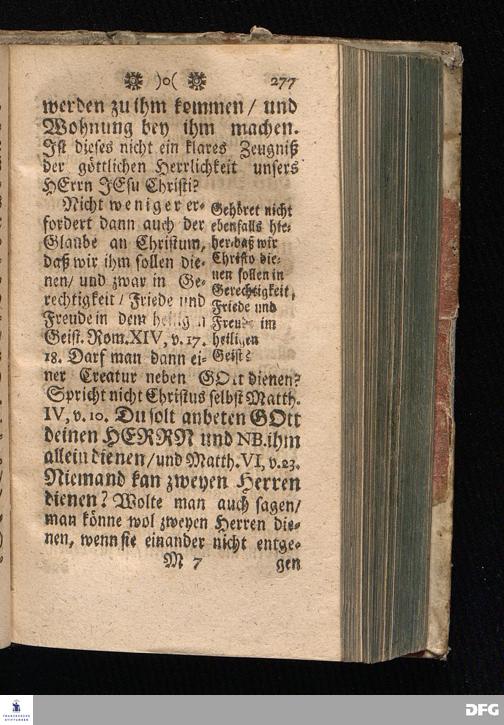 )o( 277
werden zu ihm kommen / und
Wohnung bey ihm machen.
Ist dieses nicht ein klares Zeugniß
der göttlichen Herrlichkeit unsers
HErrn JEsu Christi?
Nicht weniger er-
fordert dann auch der
Glaube an Christum,
daß wir ihm sollen die-
nen/ und zwar in Ge-
rechtigkeit / Friede und
Freude in dem heiligen
Geist. Rom. XIV, v. 17.
18. Darf man dann ei-
Gehöret nicht
ebenfalls hie-
her, daß wir
Christo die-
nen sollen in
Gerechtigkeit,
Friede und
Freude im
heiligen
Geist?
ner Creatur neben GOtt dienen?
Spricht nicht Christus selbst Matth.
IV, v. 10. Du solt anbeten GOtt
deinen HERRN und NB. ihm
allein dienen / und Matth. VI, v. 23.
Niemand kan zweyen Herren
dienen? Wolte man auch sagen/
man könne wol zweyen Herren die-
nen, wenn sie einander nicht entge-
M 7 gen
FRANCKESCHE
STIFTUNGEN
DFG